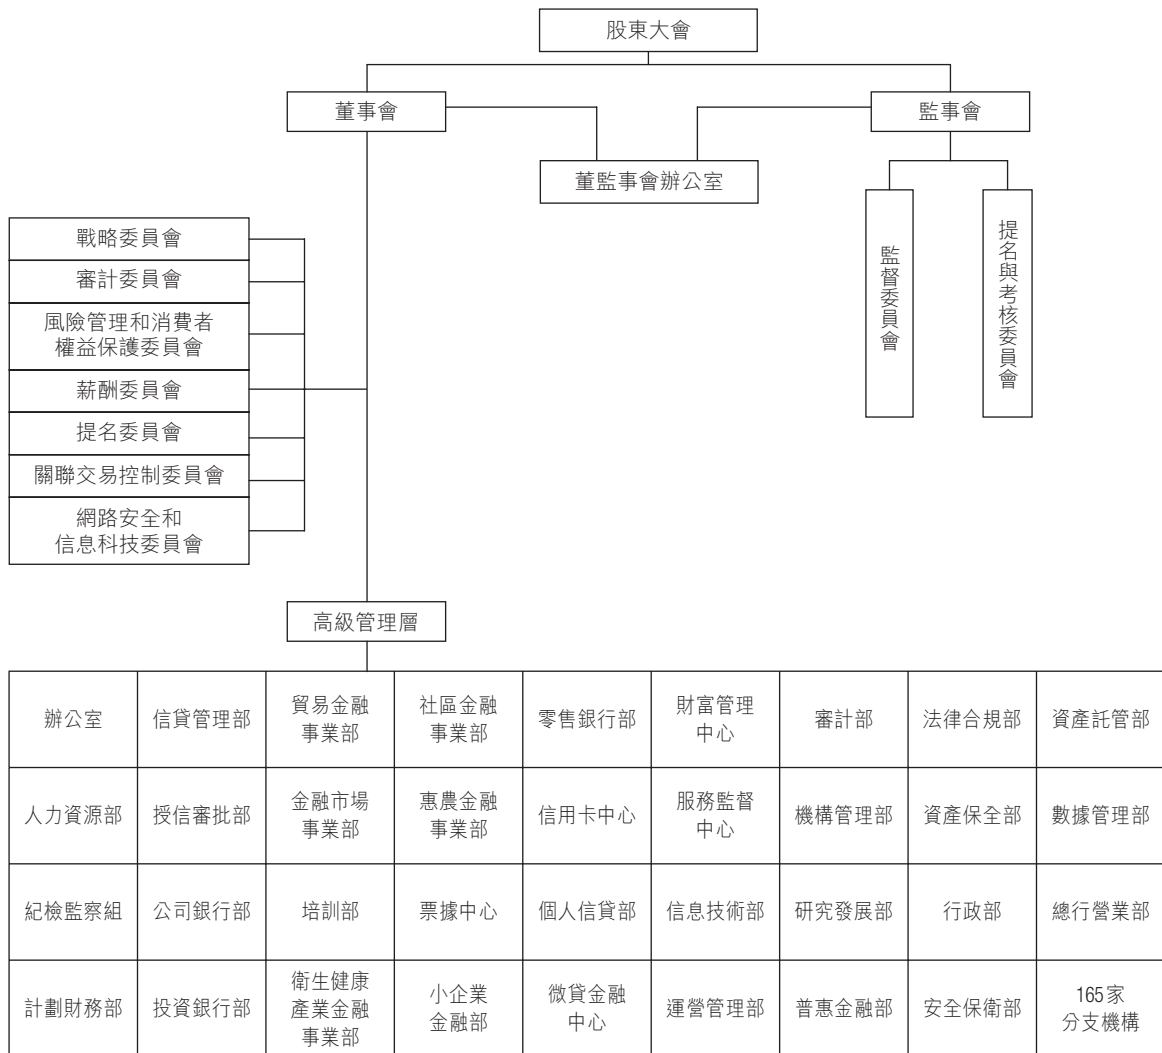 股東大會
董事會
監事會
董監事會辦公室
監督委員會
提名與考核委員會
戰略委員會
審計委員會
風險管理和消費者
權益保護委員會
薪酬委員會
提名委員會
關聯交易控制委員會
網路安全和
信息科技委員會
高級管理層
辦公室
信貸管理部
貿易金融
事業部
社區金融
事業部
零售銀行部
財富管理
中心
審計部
法律合規部
資產託管部
人力資源部
授信審批部
金融市場
事業部
惠農金融
事業部
信用卡中心
服務監督
中心
機構管理部
資產保全部
數據管理部
紀檢監察組
公司銀行部
培訓部
票據中心
個人信貸部
信息技術部
研究發展部
行政部
總行營業部
計劃財務部
投資銀行部
衛生健康
產業金融
事業部
小企業
金融部
微貸金融
中心
運營管理部
普惠金融部
安全保衛部
165家
分支機構